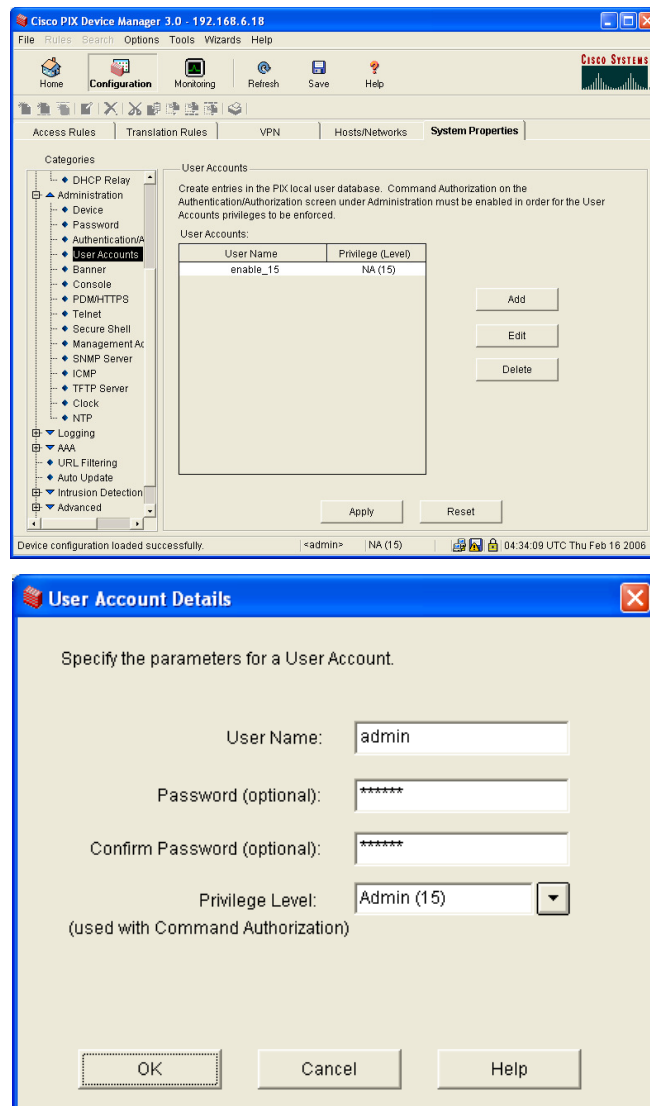 Cisco PIX Device Manager 3.0 - 192.168.6.18
File Rules Search Options Tools Wizards Help
Home Configuration Monitoring Refresh Save Help
CISCO SYSTEMS
Access Rules Translation Rules VPN Hosts/Networks System Properties
Categories
DHCP Relay
Administration
Device
Password
Authentication/A
User Accounts
Banner
Console
PDM/HTTPS
Telnet
Secure Shell
Management Ac
SNMP Server
ICMP
TFTP Server
Clock
NTP
Logging
AAA
URL Filtering
Auto Update
Intrusion Detection
Advanced
User Accounts
Create entries in the PIX local user database. Command Authorization on the
Authentication/Authorization screen under Administration must be enabled in order for the User
Accounts privileges to be enforced.
User Accounts:
User Name Privilege (Level)
enable_15 NA (15)
Add
Edit
Delete
Apply Reset
Device configuration loaded successfully. <admin> NA (15) 04:34:09 UTC Thu Feb 16 2006
User Account Details
Specify the parameters for a User Account.
User Name: admin
Password (optional): ******
Confirm Password (optional): ******
Privilege Level: Admin (15)
(used with Command Authorization)
OK Cancel Help